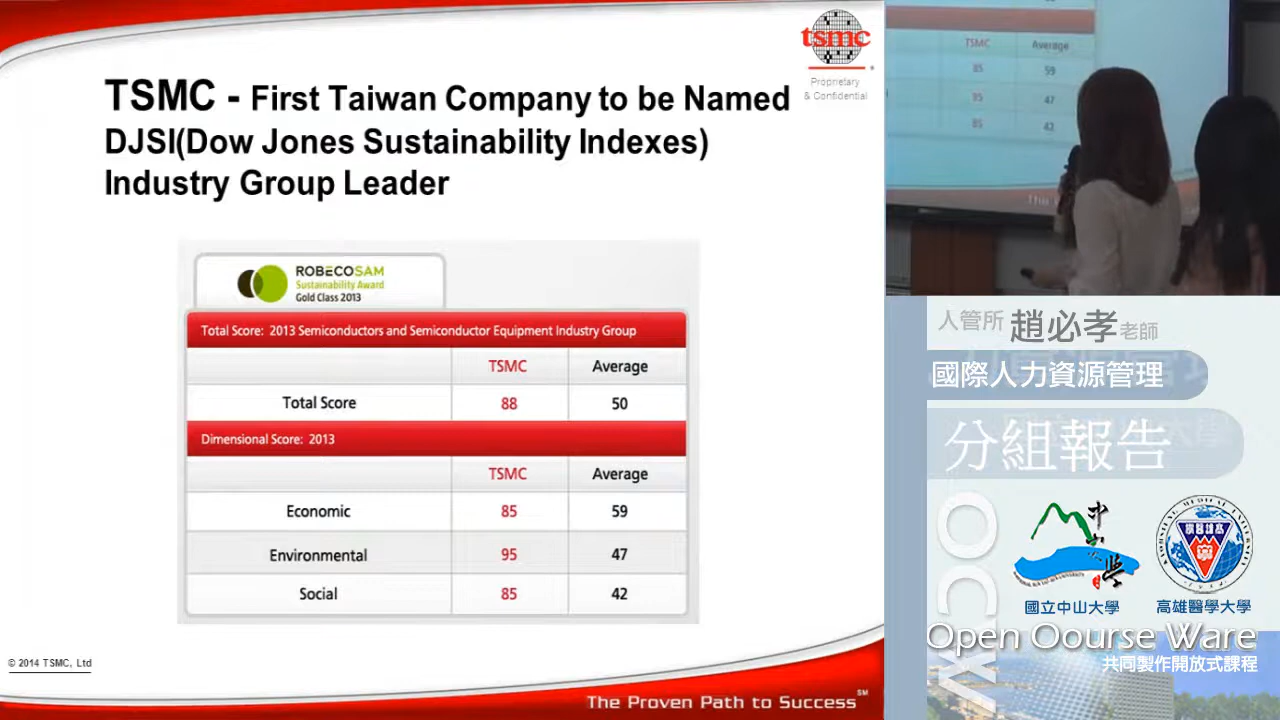 tsmc
Proprietary
& Confidential
TSMC - First Taiwan Company to be Named
DJSI(Dow Jones Sustainability Indexes)
Industry Group Leader
ROBECOSAM
Sustainability Award
Gold Class 2013
Total Score: 2013 Semiconductors and Semiconductor Equipment Industry Group
TSMC Average
Total Score 88 50
Dimensional Score: 2013
TSMC Average
Economic 85 59
Environmental 95 47
Social 85 42
© 2014 TSMC, Ltd
The Proven Path to Success℠
TSMC Average
85 59
95 47
85 42
人管所 趙必孝老師
國際人力資源管理
分組報告
OCW
國立中山大學
高雄醫學大學
Open Oourse Ware
共同製作開放式課程